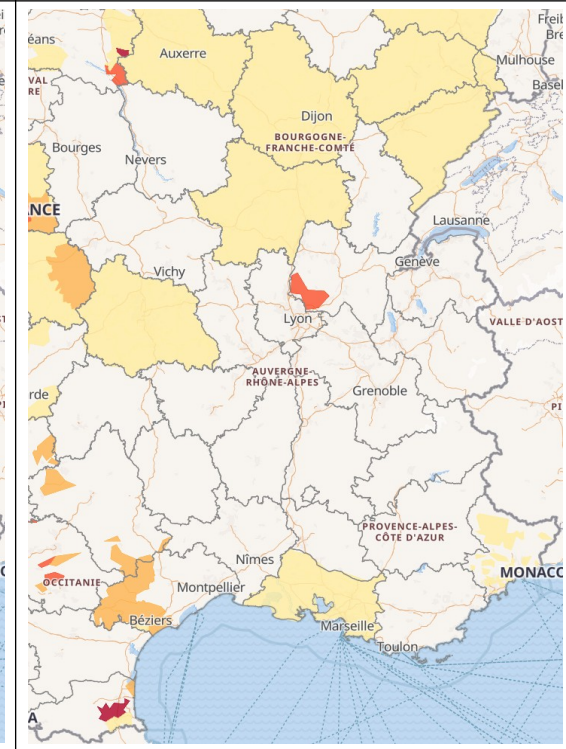 éans
Auxerre
Freib
Bre
Mulhouse
VAL
RE
Basel
Dijon
BOURGOGNE-
FRANCHE-COMTÉ
Bourges
Nevers
NCE
Lausanne
Genève
Vichy
Lyon
VALLE D'AOST
AUVERGNE-
RHÔNE-ALPES
Grenoble
rde
PI
PROVENCE-ALPES-
CÔTE D'AZUR
Nîmes
OCCITANIE
Montpellier
MONACO
Béziers
Marseille
Toulon
A